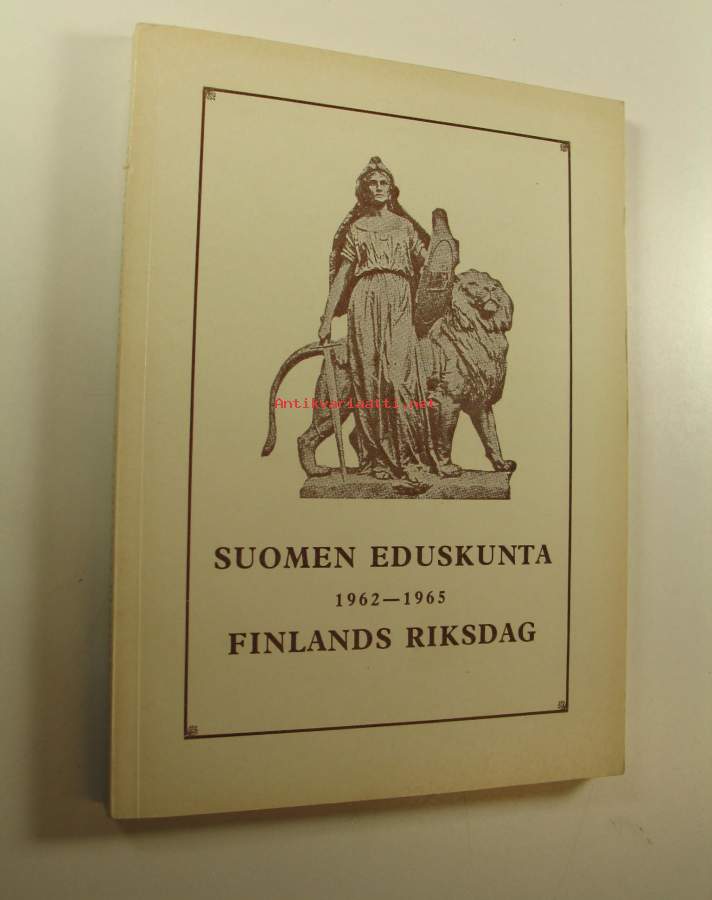 Antikvariaatti.net
SUOMEN EDUSKUNTA
1962—1965
FINLANDS RIKSDAG